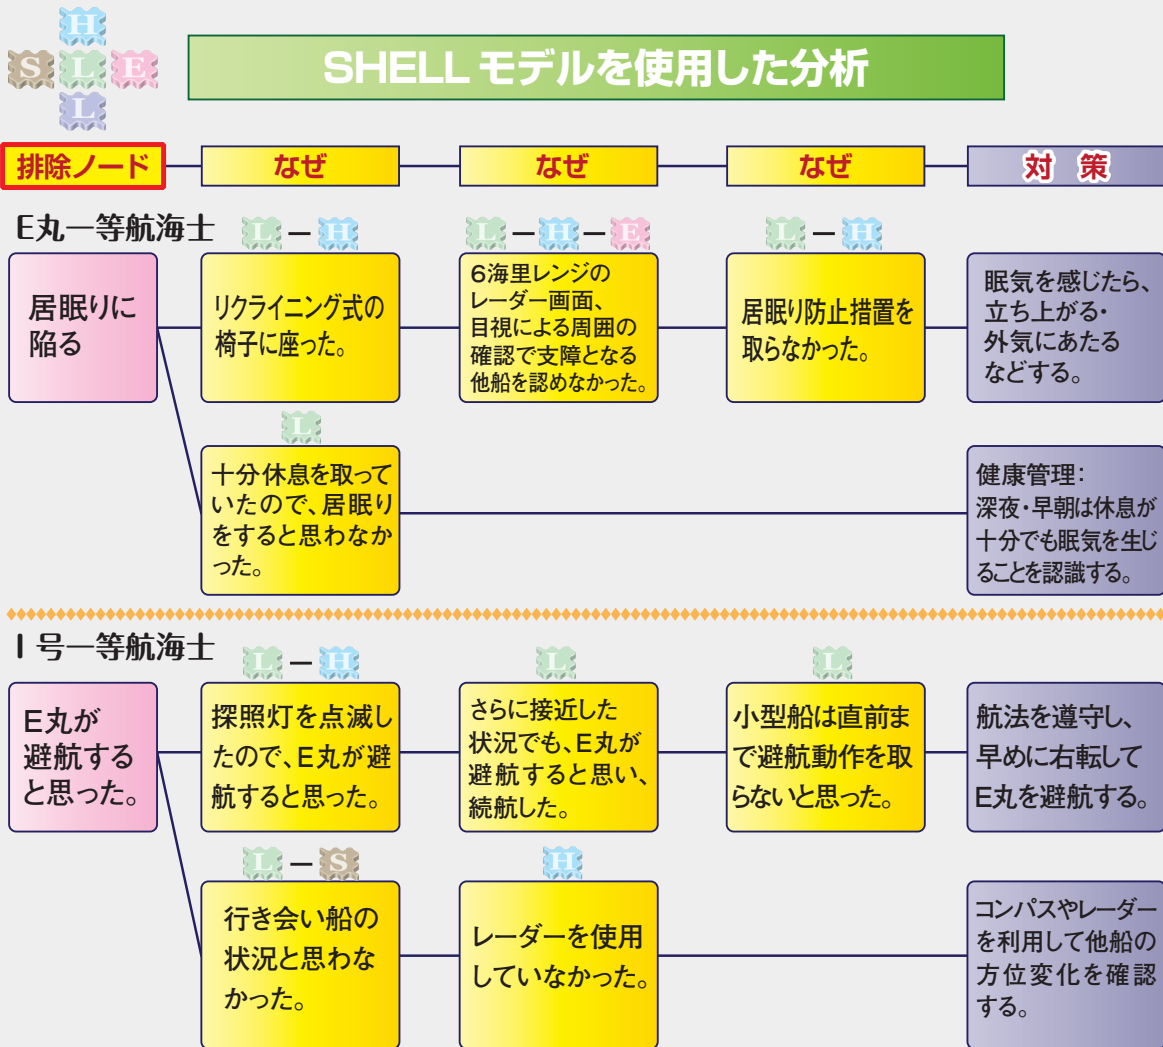 H
S L E
L
SHELL モデルを使用した分析
排除ノード
なぜ
なぜ
なぜ
対 策
E丸一等航海士
L － H
L － H － E
L － H
居眠りに
陥る
リクライニング式の
椅子に座った。
6海里レンジの
レーダー画面、
目視による周囲の
確認で支障となる
他船を認めなかった。
居眠り防止措置を
取らなかった。
眠気を感じたら、
立ち上がる・
外気にあたる
などする。
L
十分休息を取って
いたので、居眠り
をすると思わなか
った。
健康管理：
深夜・早朝は休息が
十分でも眠気を生じ
ることを認識する。
I 号一等航海士
L － H
L
L
E丸が
避航する
と思った。
探照灯を点滅し
たので、E丸が避
航すると思った。
さらに接近した
状況でも、E丸が
避航すると思い、
続航した。
小型船は直前ま
で避航動作を取
らないと思った。
航法を遵守し、
早めに右転して
E丸を避航する。
L － S
H
行き会い船の
状況と思わな
かった。
レーダーを使用
していなかった。
コンパスやレーダー
を利用して他船の
方位変化を確認
する。